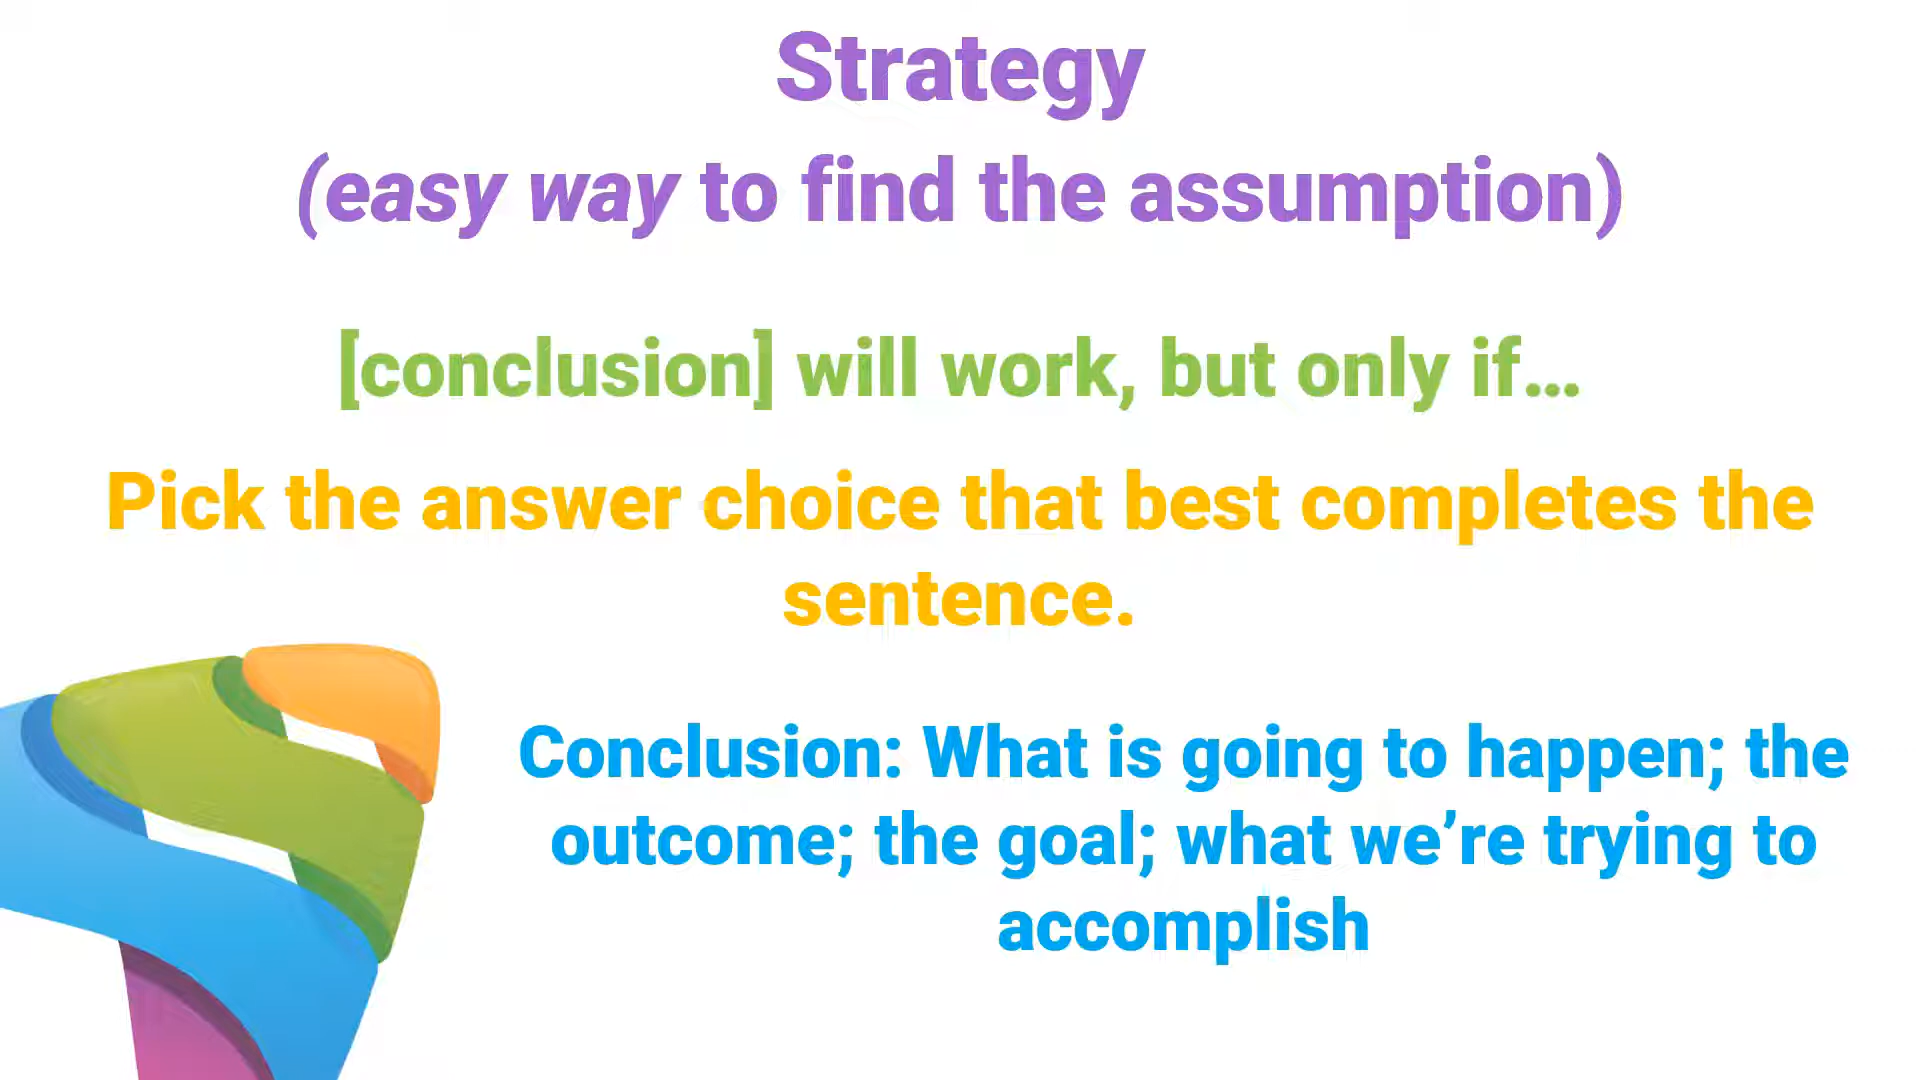 Strategy
(easy way to find the assumption)
[conclusion] will work, but only if...
Pick the answer choice that best completes the
sentence.
Conclusion: What is going to happen; the
outcome; the goal; what we’re trying to
accomplish